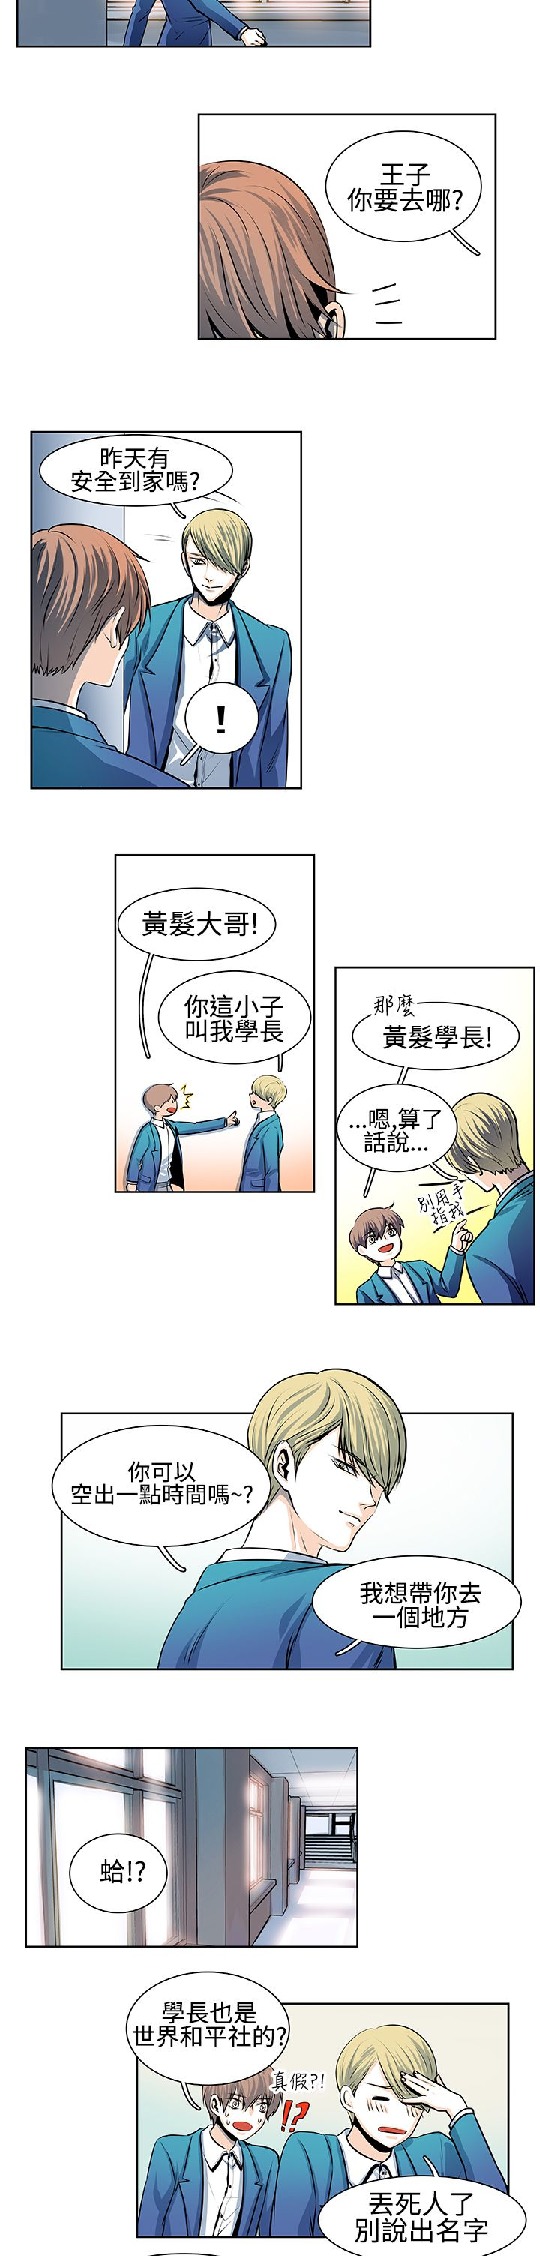 王子
你要去哪?
昨天有
安全到家嗎?
!
黃髮大哥!
你這小子
叫我學長
那麼
黃髮學長!
...嗯,算了
話說...
別用手
指我
你可以
空出一點時間嗎~?
我想帶你去
一個地方
蛤!?
學長也是
世界和平社的?
真假?!
!?
丟死人了
別說出名字